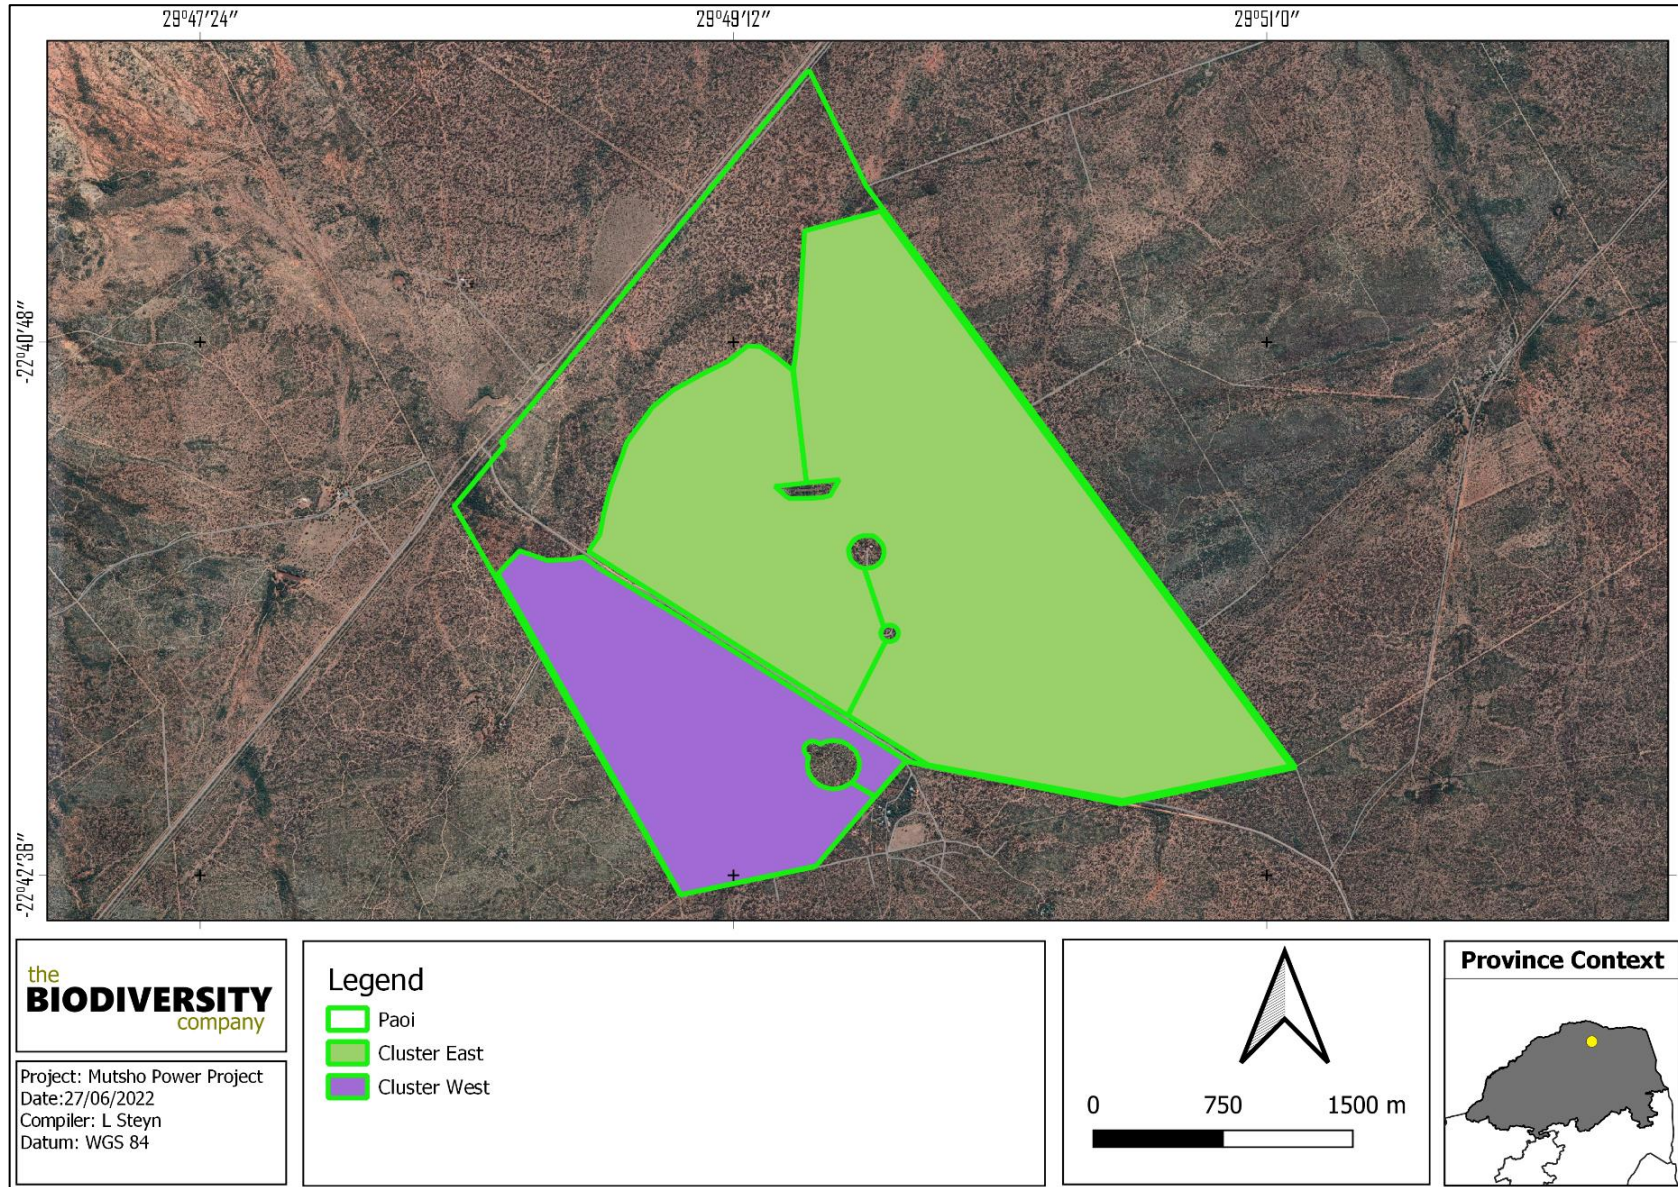 29°47'24" 29°49'12" 29°51'0"
-22°40'48"
-22°42'36"
the
BIODIVERSITY
company
Project: Mutsho Power Project
Date:27/06/2022
Compiler: L Steyn
Datum: WGS 84
Legend
Paoi
Cluster East
Cluster West
0 750 1500 m
Province Context